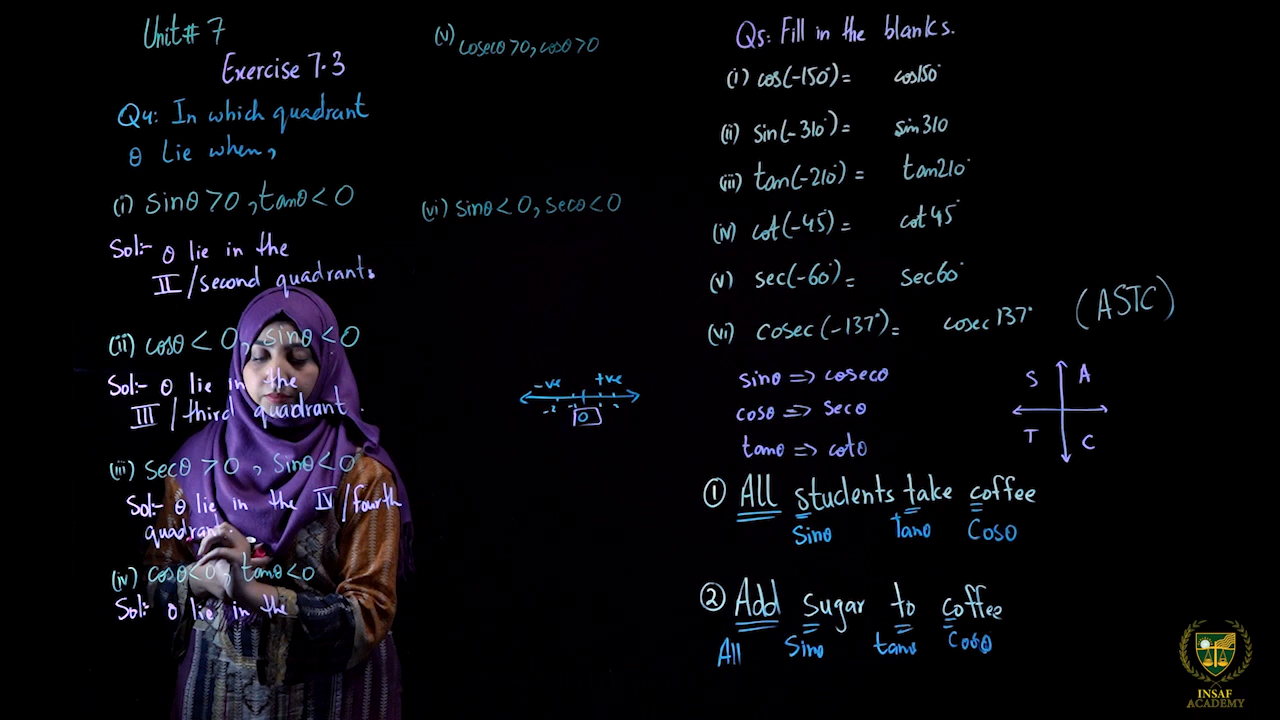 Unit# 7
Exercise 7.3
Q4: In which quadrant
θ lie when,
(i) sinθ >0 , tanθ < 0
Sol:- θ lie in the
II/second quadrants
(ii) cosθ < 0, sinθ < 0
Sol:- θ lie in the
III/third quadrant.
(iii) secθ >0 , sinθ <0
Sol:- θ lie in the IV/fourth
quadrant.
(iv) cosθ<0, tanθ<0
Sol:- θ lie in the
(v) cosecθ >0, cosθ >0
(vi) sinθ < 0, secθ < 0
-ve +ve
-2 -1 0
Q5: Fill in the blanks.
(i) cos(-150°)= cos150°
(ii) sin(-310°)= sin310
(iii) tan(-210°)= tan210°
(iv) cot(-45°)= cot45°
(v) sec(-60°)= sec60°
(vi) cosec(-137°)= cosec137°
(ASTC)
sinθ => cosecθ
cosθ => secθ
tanθ => cotθ
S A
T C
① All students take coffee
Sinθ tanθ Cosθ
② Add sugar to coffee
All Sinθ tanθ Cosθ
INSAF
ACADEMY